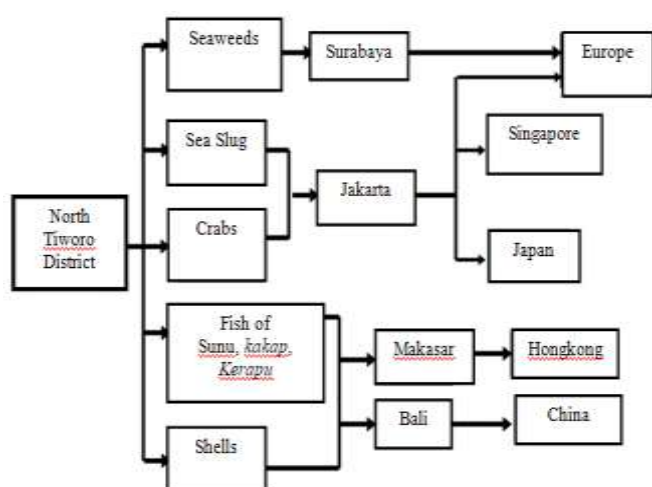 Seaweeds
Surabaya
Europe
Sea Slug
Singapore
Jakarta
North
Tiworo
District
Crabs
Japan
Fish of
Sunu, kakap,
Kerapu
Makasar
Hongkong
Bali
China
Shells